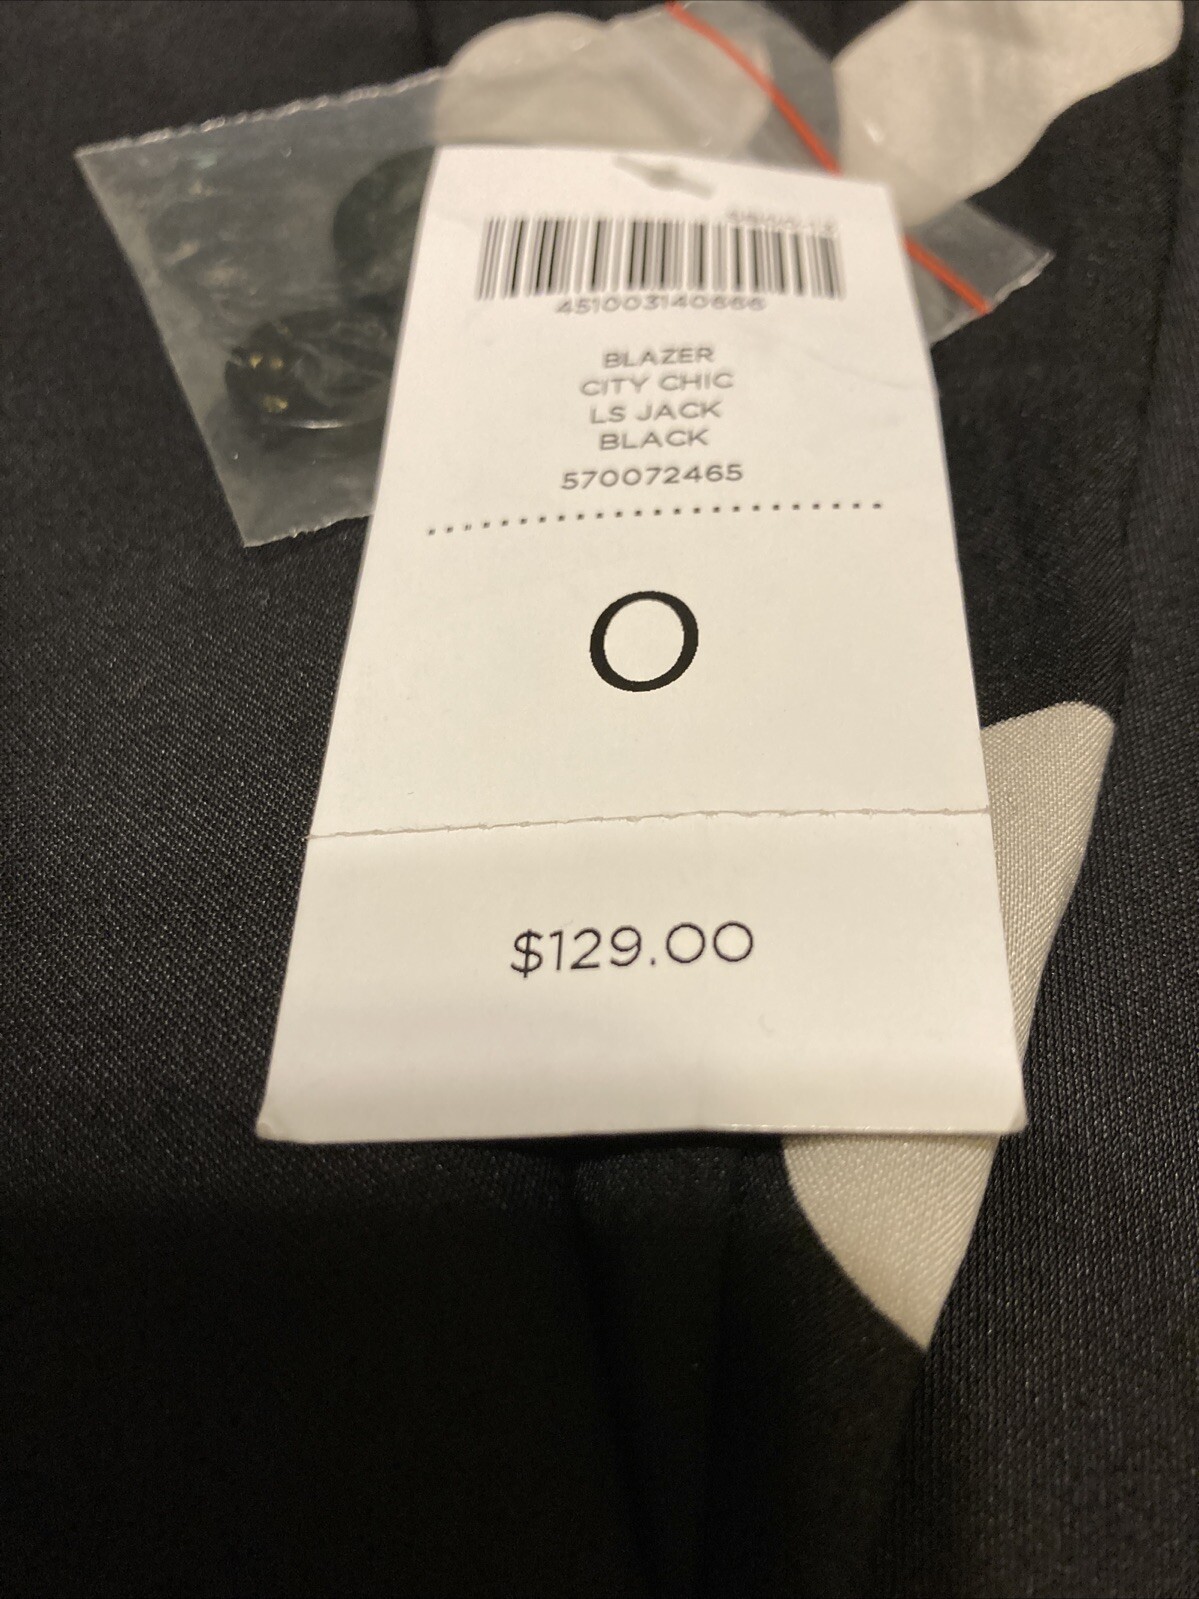 451003140666
BLAZER
CITY CHIC
LS JACK
BLACK
570072465
O
$129.00